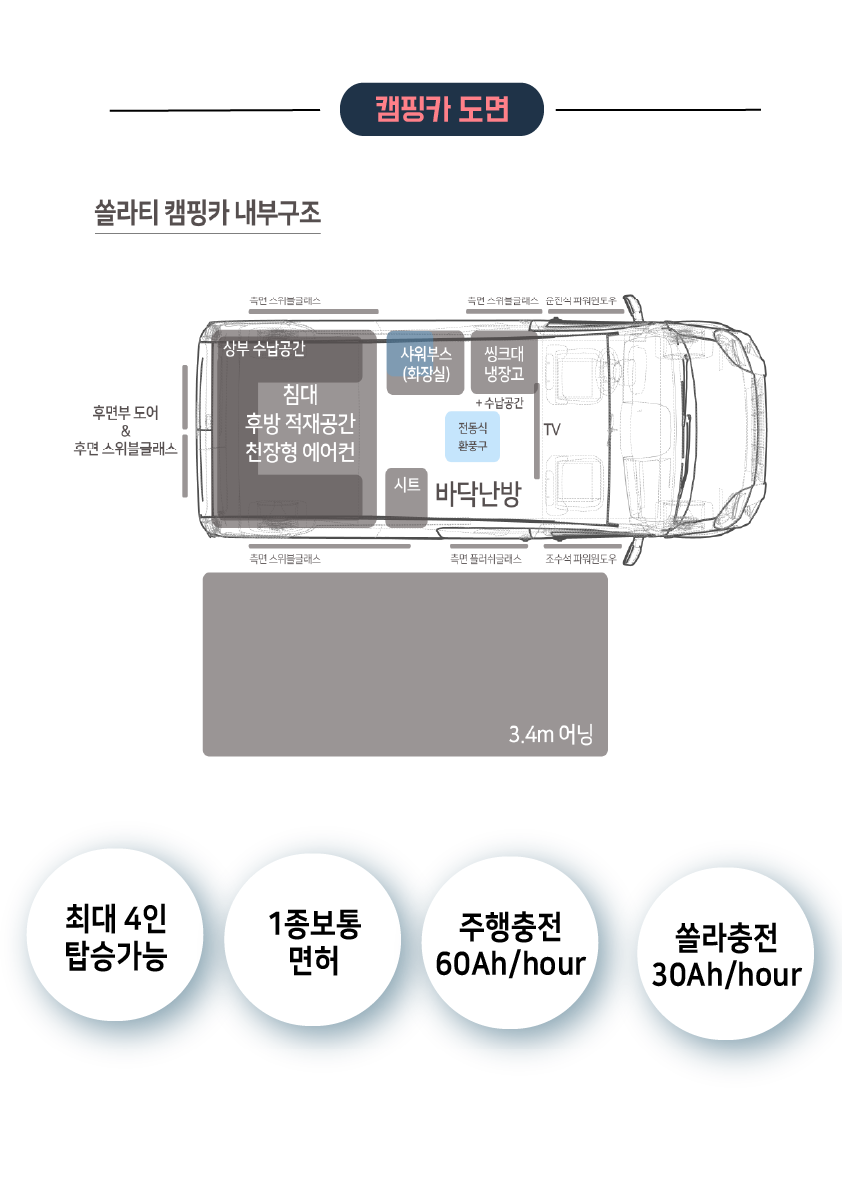 캠핑카 도면
쏠라티 캠핑카 내부구조
측면 스위블글래스
측면 스위블글래스
운전석 파워윈도우
상부 수납공간
샤워부스
(화장실)
씽크대
냉장고
+ 수납공간
침대
후방 적재공간
천장형 에어컨
후면부 도어
&
후면 스위블글래스
전동식
환풍구
TV
시트
바닥난방
측면 스위블글래스
측면 플러쉬글래스
조수석 파워윈도우
3.4m 어닝
최대 4인
탑승가능
1종보통
면허
주행충전
60Ah/hour
쏠라충전
30Ah/hour